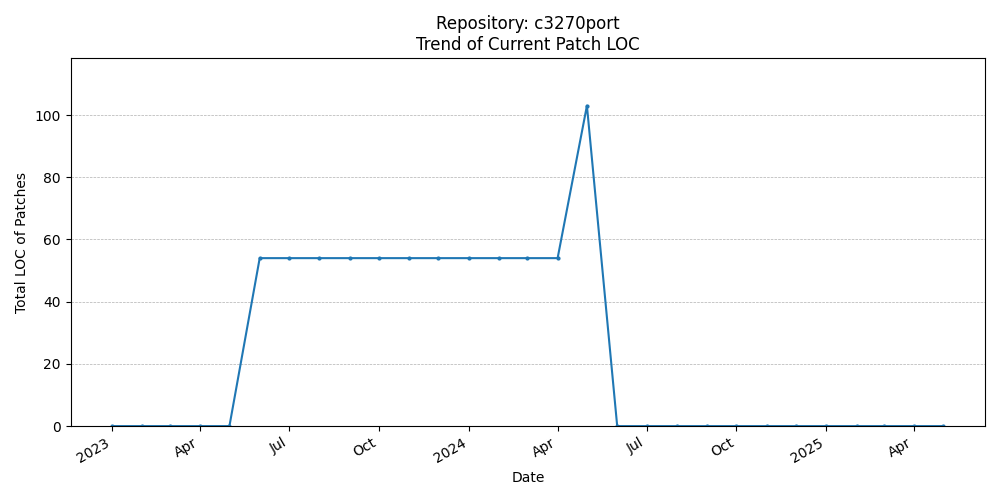 Repository: c3270port
Trend of Current Patch LOC
Total LOC of Patches
100
80
60
40
20
0
2023
Apr
Jul
Oct
2024
Apr
Jul
Oct
2025
Apr
Date